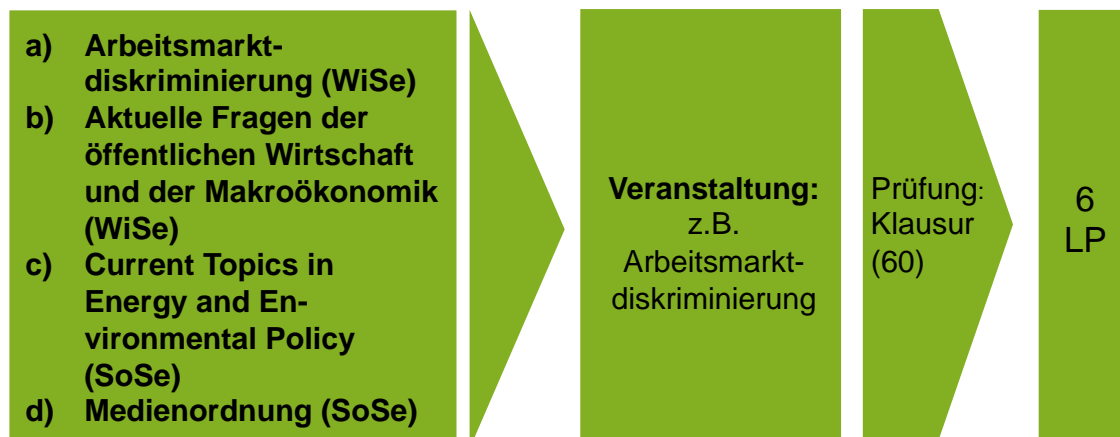 a) Arbeitsmarkt-
diskriminierung (WiSe)
b) Aktuelle Fragen der
öffentlichen Wirtschaft
und der Makroökonomik
(WiSe)
c) Current Topics in
Energy and En-
vironmental Policy
(SoSe)
d) Medienordnung (SoSe)
Veranstaltung:
z.B.
Arbeitsmarkt-
diskriminierung
Prüfung:
Klausur
(60)
6
LP